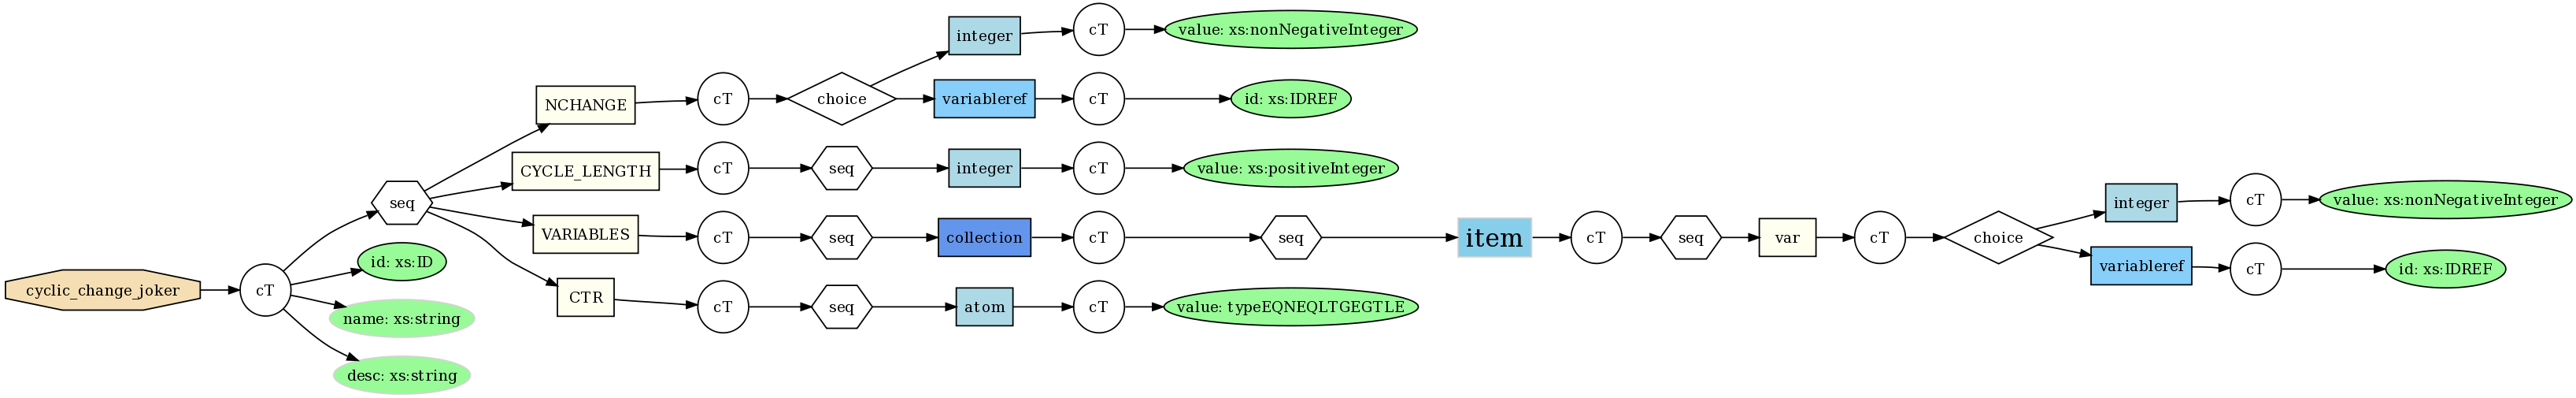 cyclic_change_joker
cT
seq
id: xs:ID
name: xs:string
desc: xs:string
NCHANGE
cT
choice
integer
cT
value: xs:nonNegativeInteger
variableref
cT
id: xs:IDREF
CYCLE_LENGTH
cT
seq
integer
cT
value: xs:positiveInteger
VARIABLES
cT
seq
collection
cT
seq
item
cT
seq
var
cT
choice
integer
cT
value: xs:nonNegativeInteger
variableref
cT
id: xs:IDREF
CTR
cT
seq
atom
cT
value: typeEQNEQLTGEGTLE